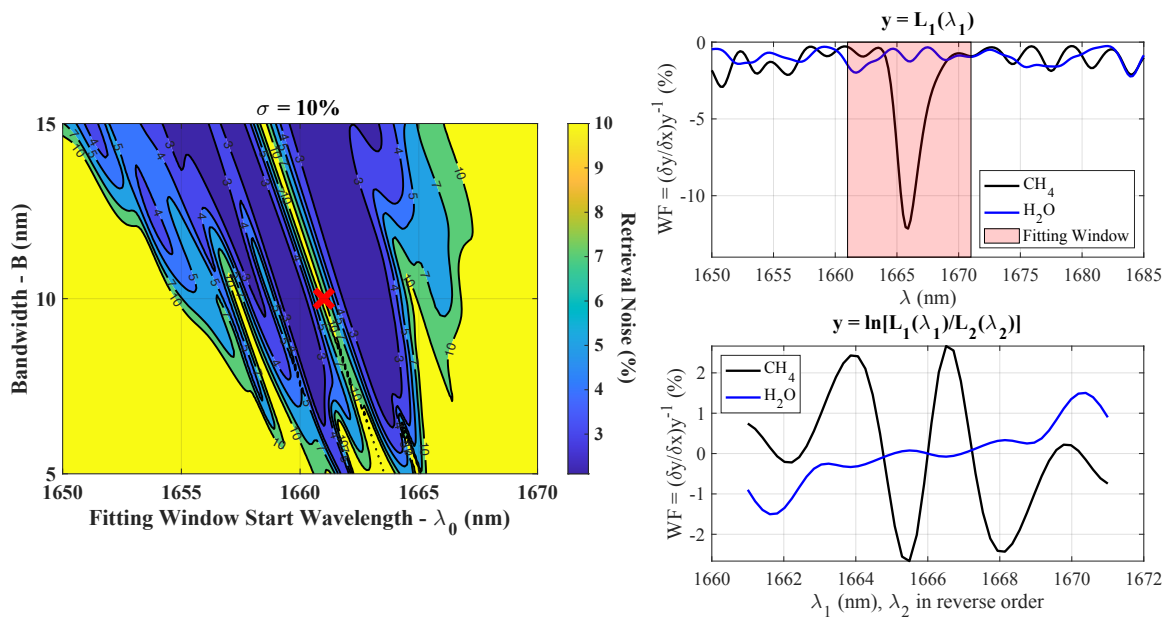 σ = 10%
15
10
5
Bandwidth - B (nm)
1650
1655
1660
1665
1670
Fitting Window Start Wavelength - λ0 (nm)
10
9
8
7
6
5
4
3
Retrieval Noise (%)
y = L1(λ1)
0
-5
-10
WF = (δy/δx)y-1 (%)
CH4
H2O
Fitting Window
1650
1655
1660
1665
1670
1675
1680
1685
λ (nm)
y = ln[L1(λ1)/L2(λ2)]
2
1
0
-1
-2
WF = (δy/δx)y-1 (%)
CH4
H2O
1660
1662
1664
1666
1668
1670
1672
λ1 (nm), λ2 in reverse order